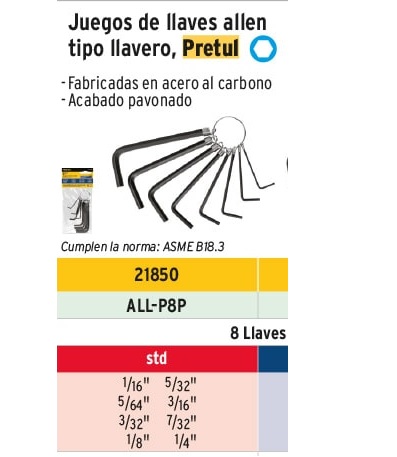 Juegos de llaves allen
tipo llavero, Pretul
- Fabricadas en acero al carbono
- Acabado pavonado
Cumplen la norma: ASME B18.3
21850
ALL-P8P
8 Llaves
std
1/16" 5/32"
5/64" 3/16"
3/32" 7/32"
1/8" 1/4"